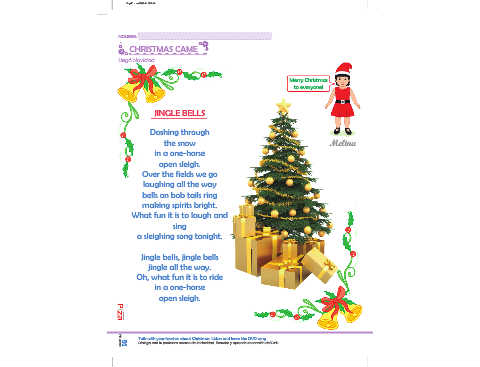 CHRISTMAS CAME
Llegó Navidad
Merry Christmas
to everyone!
Melina
JINGLE BELLS
Dashing through
the snow
in a one-horse
open sleigh.
Over the fields we go
laughing all the way
bells on bob tails ring
making spirits bright.
What fun it is to laugh and
sing
a sleighing song tonight.
Jingle bells, jingle bells
jingle all the way.
Oh, what fun it is to ride
in a one-horse
open sleigh.